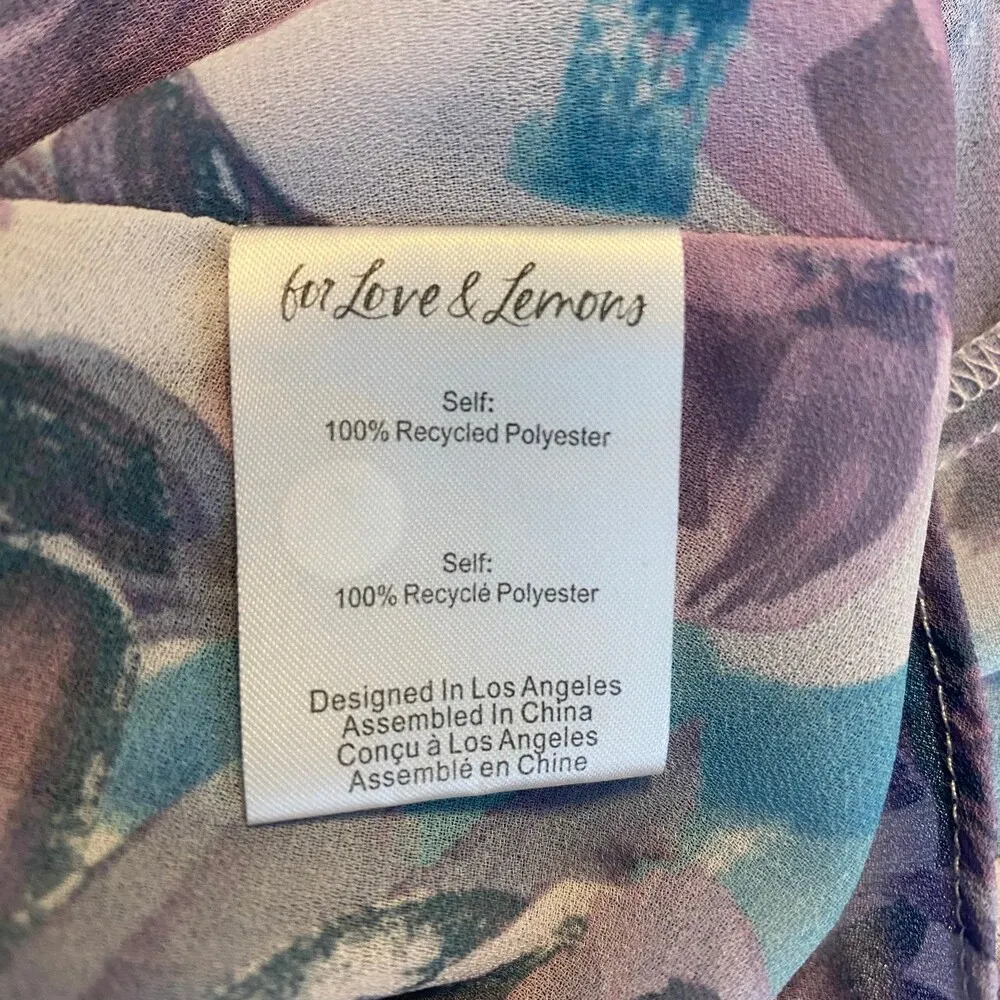 for Love & Lemons
Self:
100% Recycled Polyester
Self:
100% Recyclé Polyester
Designed In Los Angeles
Assembled In China
Conçu à Los Angeles
Assemblé en Chine